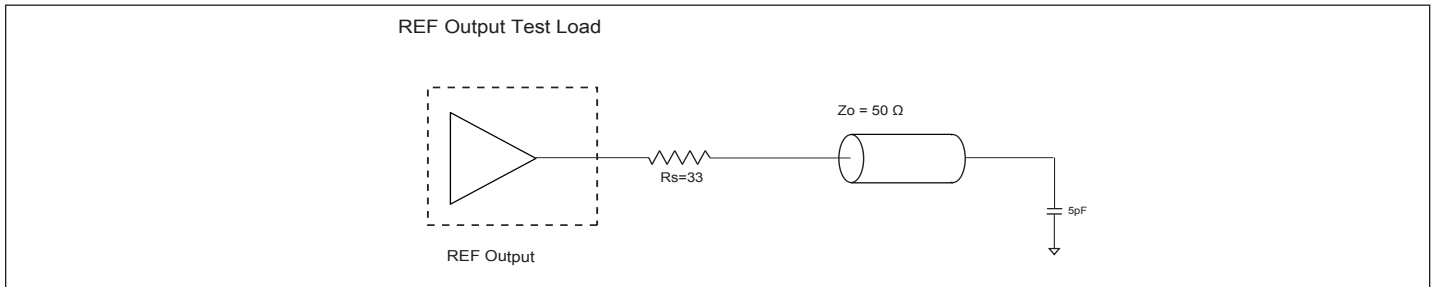 REF Output Test Load
Zo = 50 Ω
Rs=33
5pF
REF Output